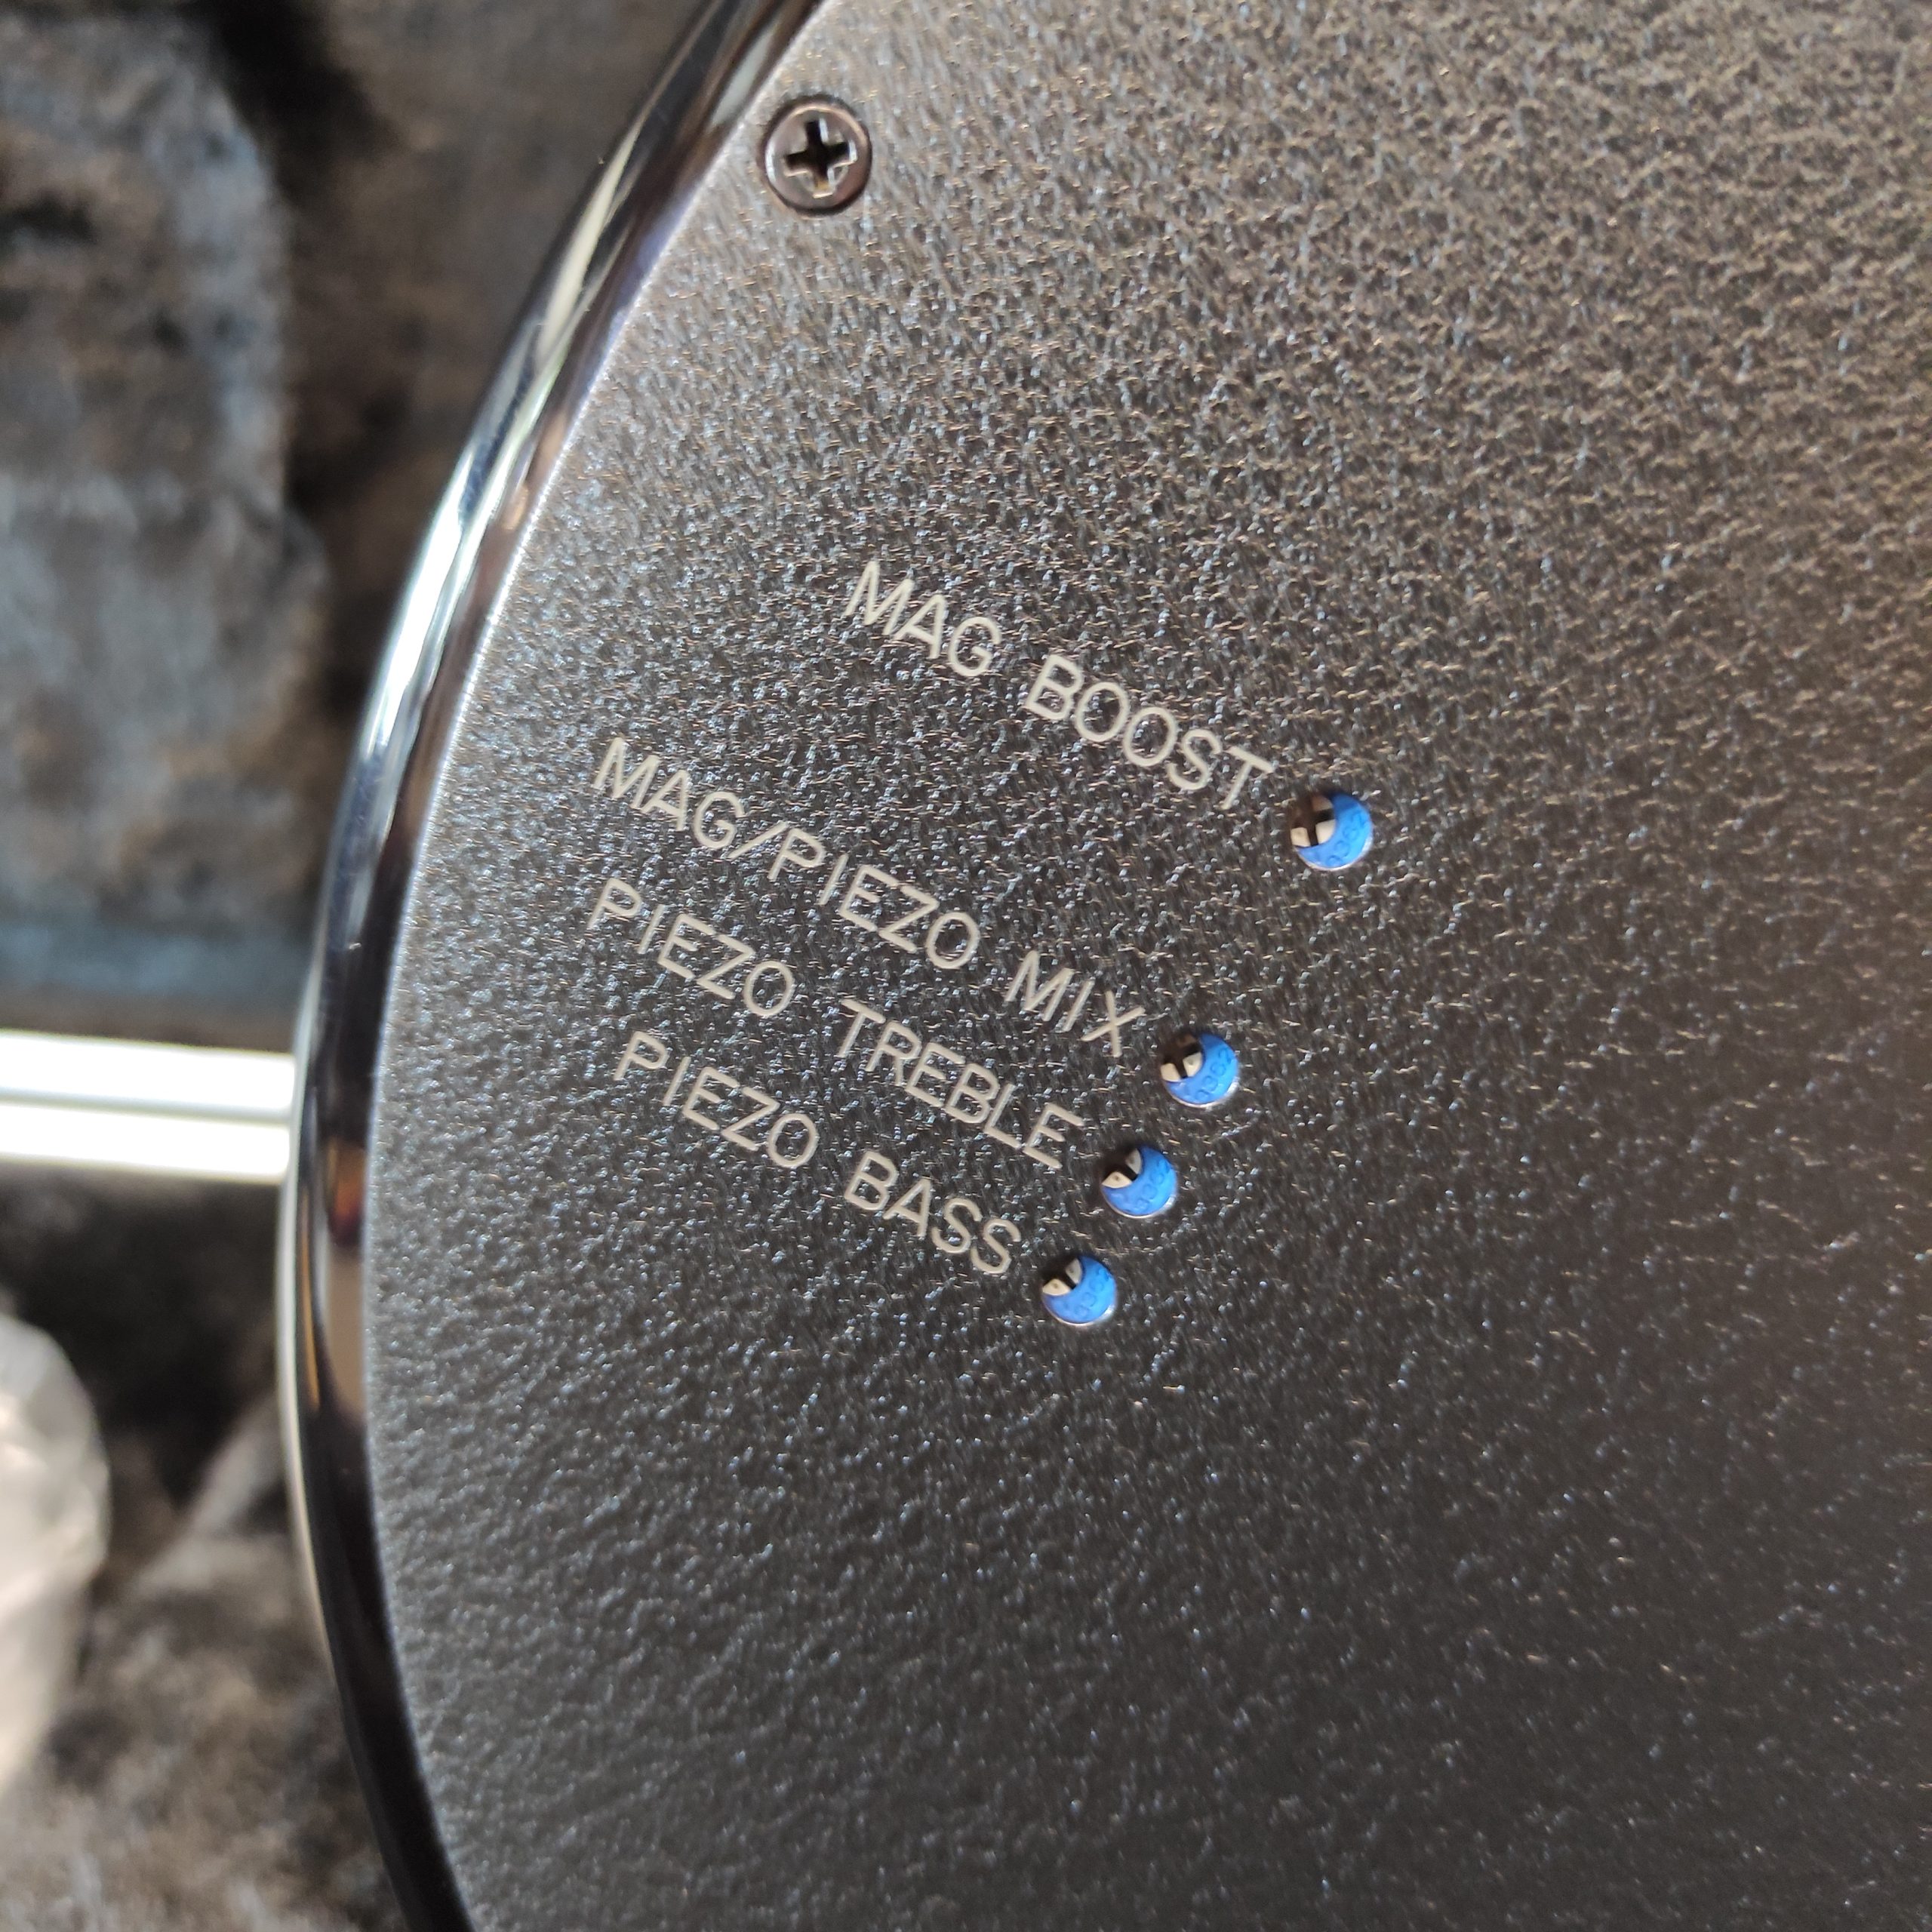 MAG BOOST
MAG/PIEZO MIX
PIEZO TREBLE
PIEZO BASS